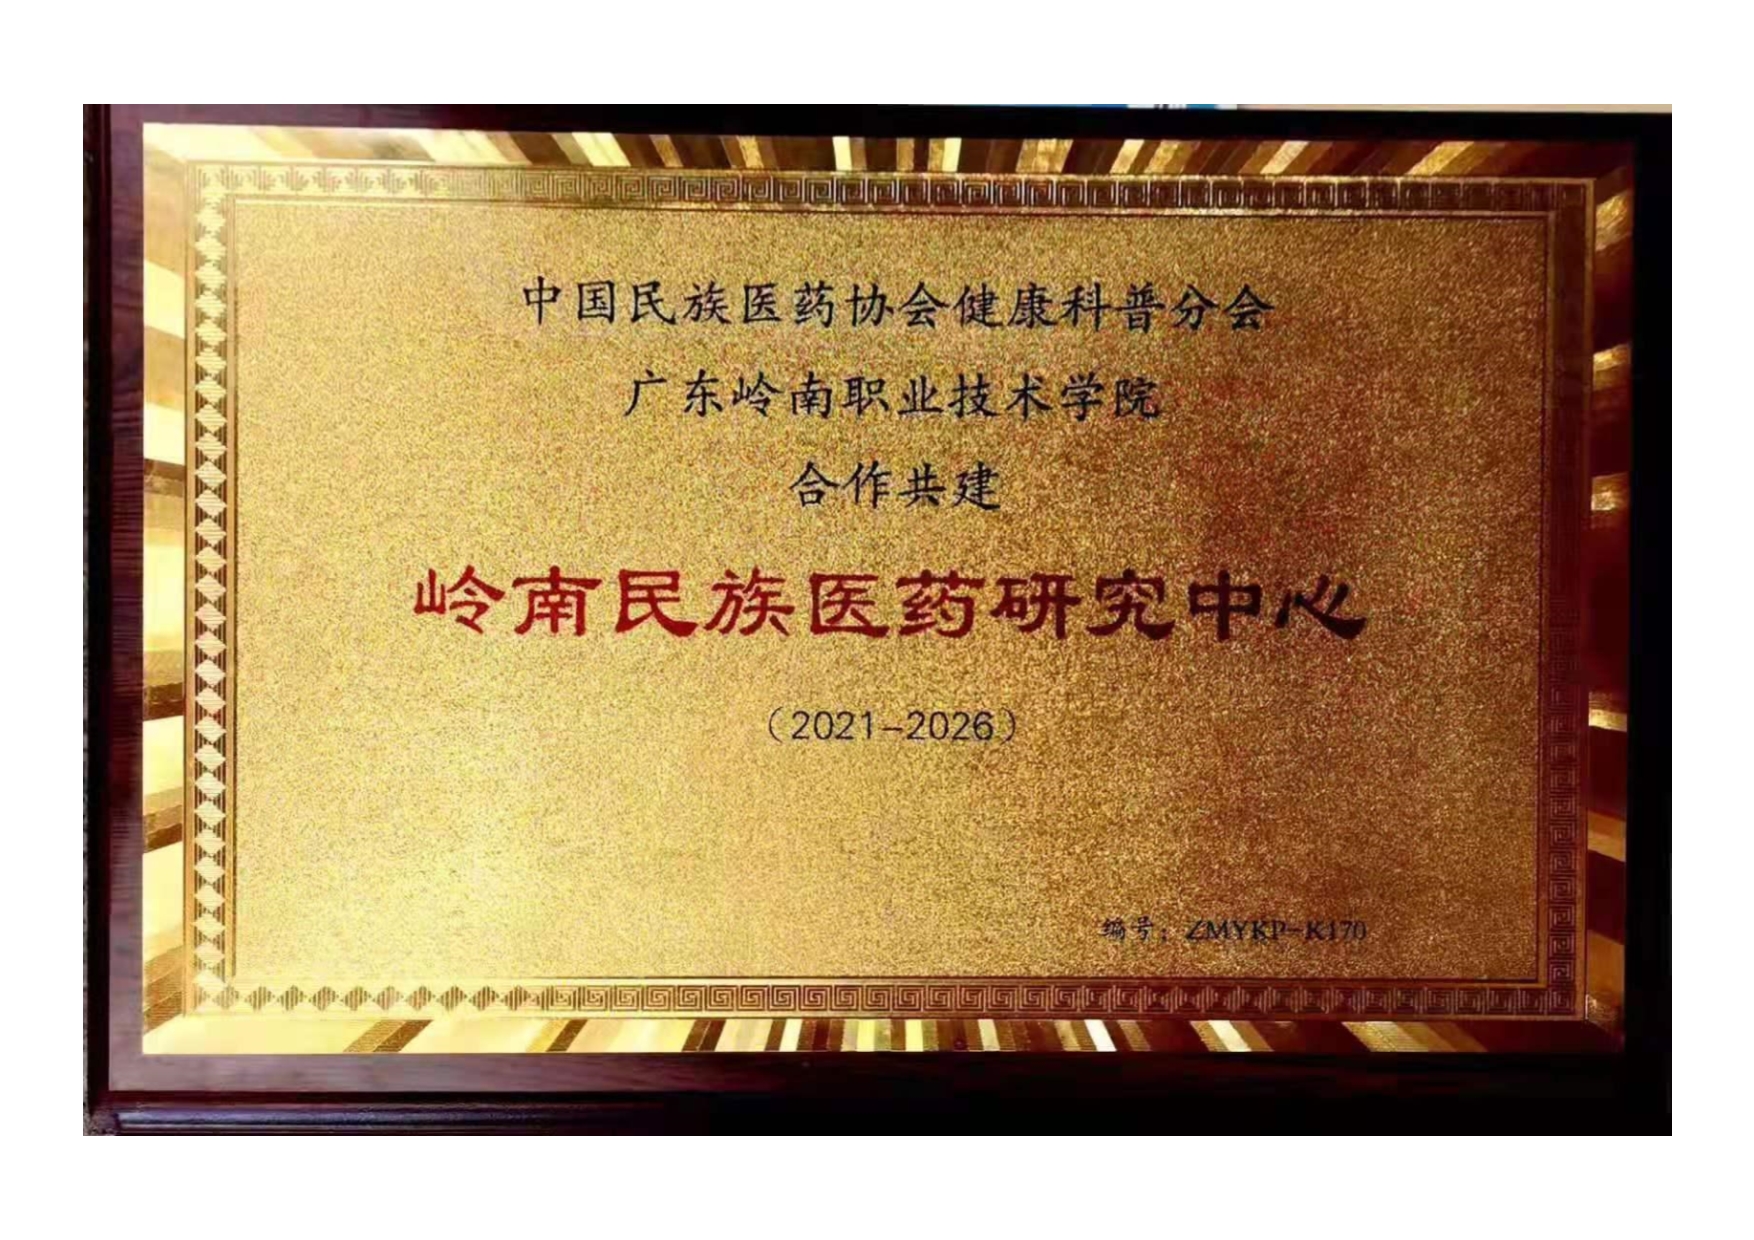 中国民族医药协会健康科普分会
广东岭南职业技术学院
合作共建
岭南民族医药研究中心
（2021-2026）
编号：ZMYKP-K170